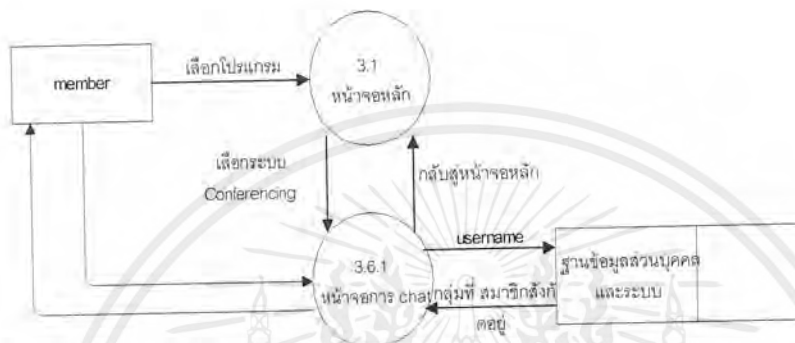 member
เลือกโปรแกรม
3.1
หน้าจอหลัก
เลือกระบบ
Conferencing
กลับสู่หน้าจอหลัก
3.6.1
หน้าจอการ chat
username
กลุ่มที่ สมาชิกสังกั
ดอยู่
ฐานข้อมูลส่วนบุคคล
และระบบ